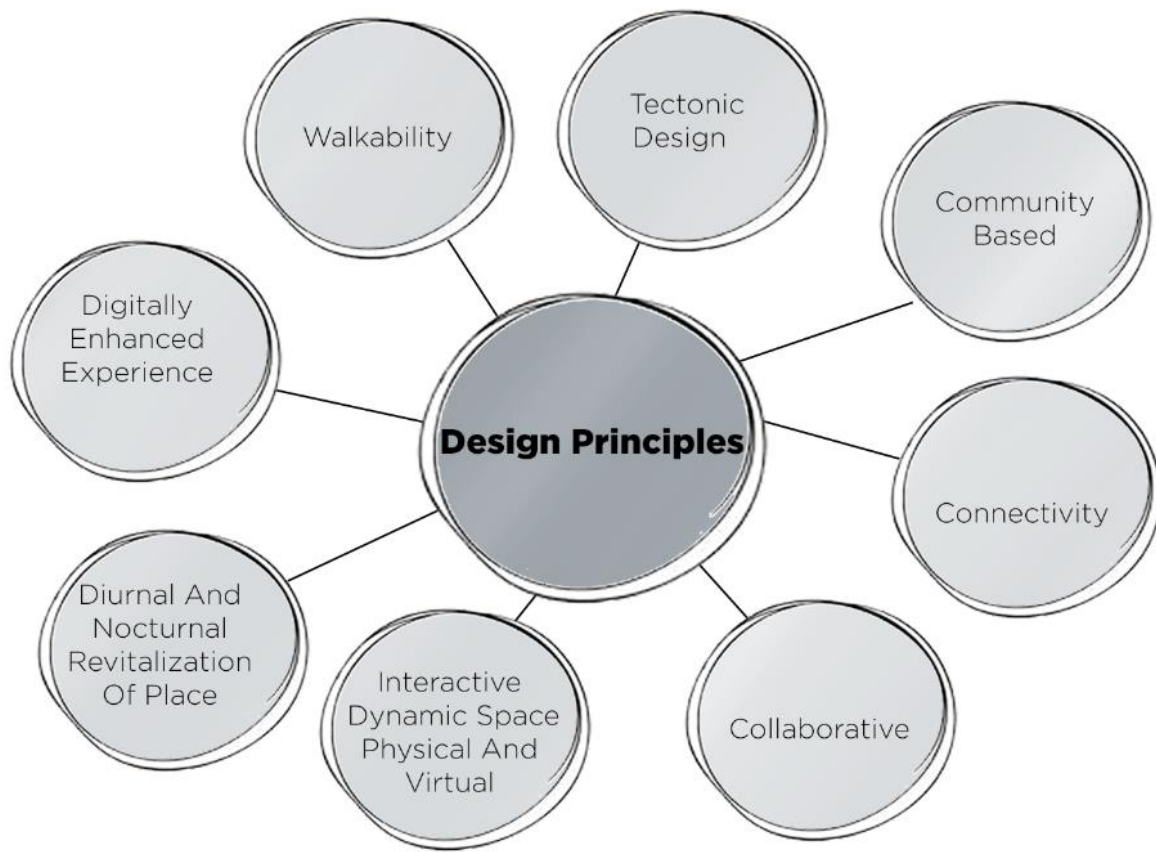 Walkability
Tectonic
Design
Community
Based
Digitally
Enhanced
Experience
Design Principles
Connectivity
Diurnal And
Nocturnal
Revitalization
Of Place
Interactive
Dynamic Space
Physical And
Virtual
Collaborative